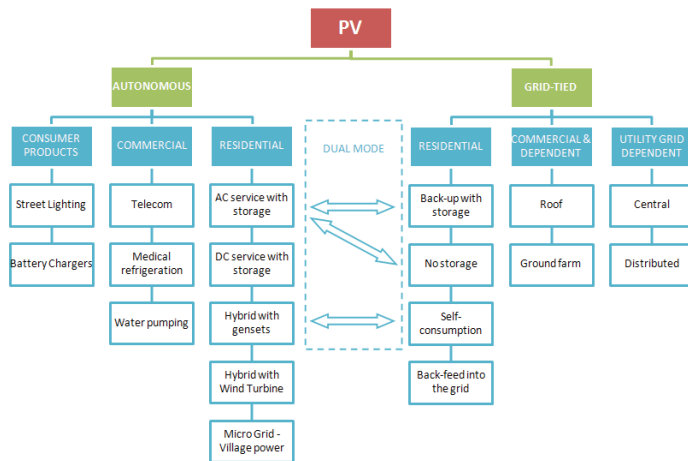 PV
AUTONOMOUS
GRID-TIED
CONSUMER
PRODUCTS
COMMERCIAL
RESIDENTIAL
DUAL MODE
RESIDENTIAL
COMMERCIAL &
DEPENDENT
UTILITY GRID
DEPENDENT
Street Lighting
Telecom
AC service with
storage
Back-up with
storage
Roof
Central
Battery Chargers
Medical
refrigeration
DC service with
storage
No storage
Ground farm
Distributed
Water pumping
Hybrid with
gensets
Self-
consumption
Hybrid with
Wind Turbine
Back-feed into
the grid
Micro Grid -
Village power